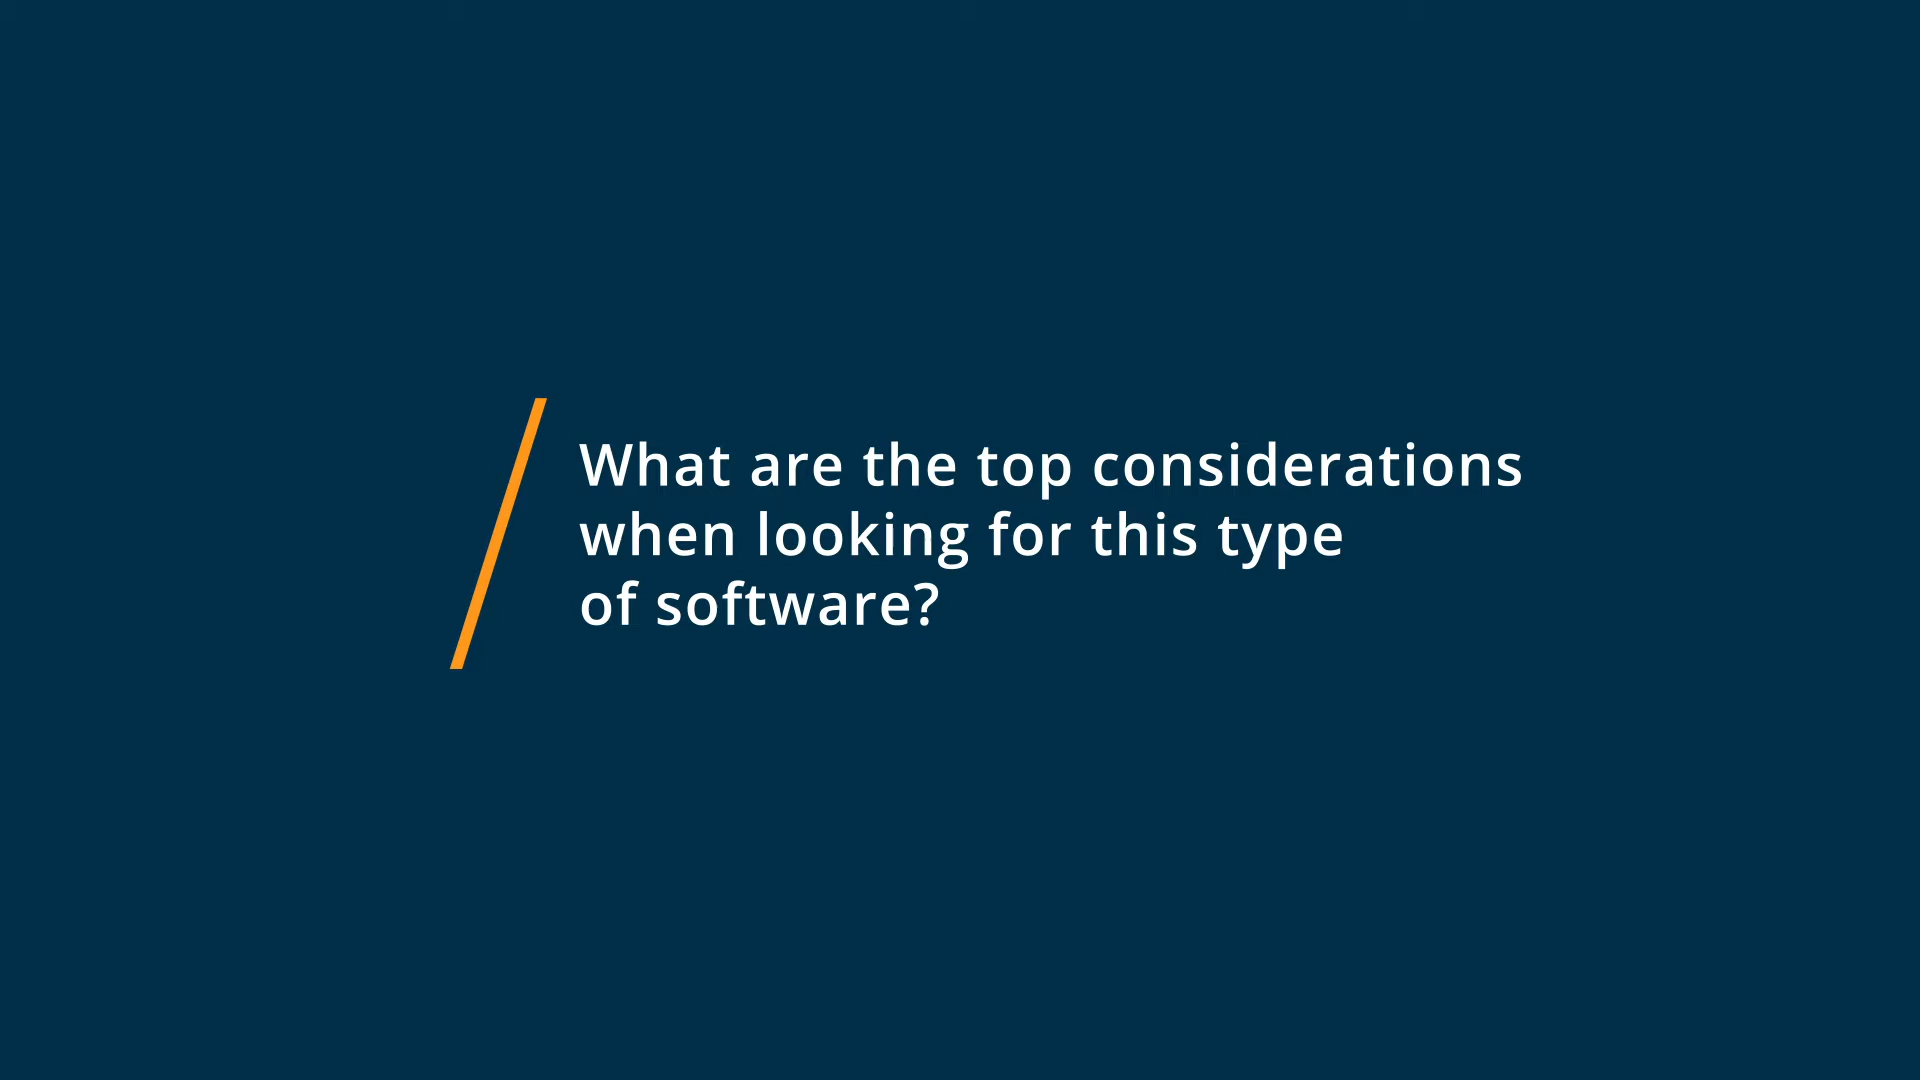 What are the top considerations
when looking for this type
of software?